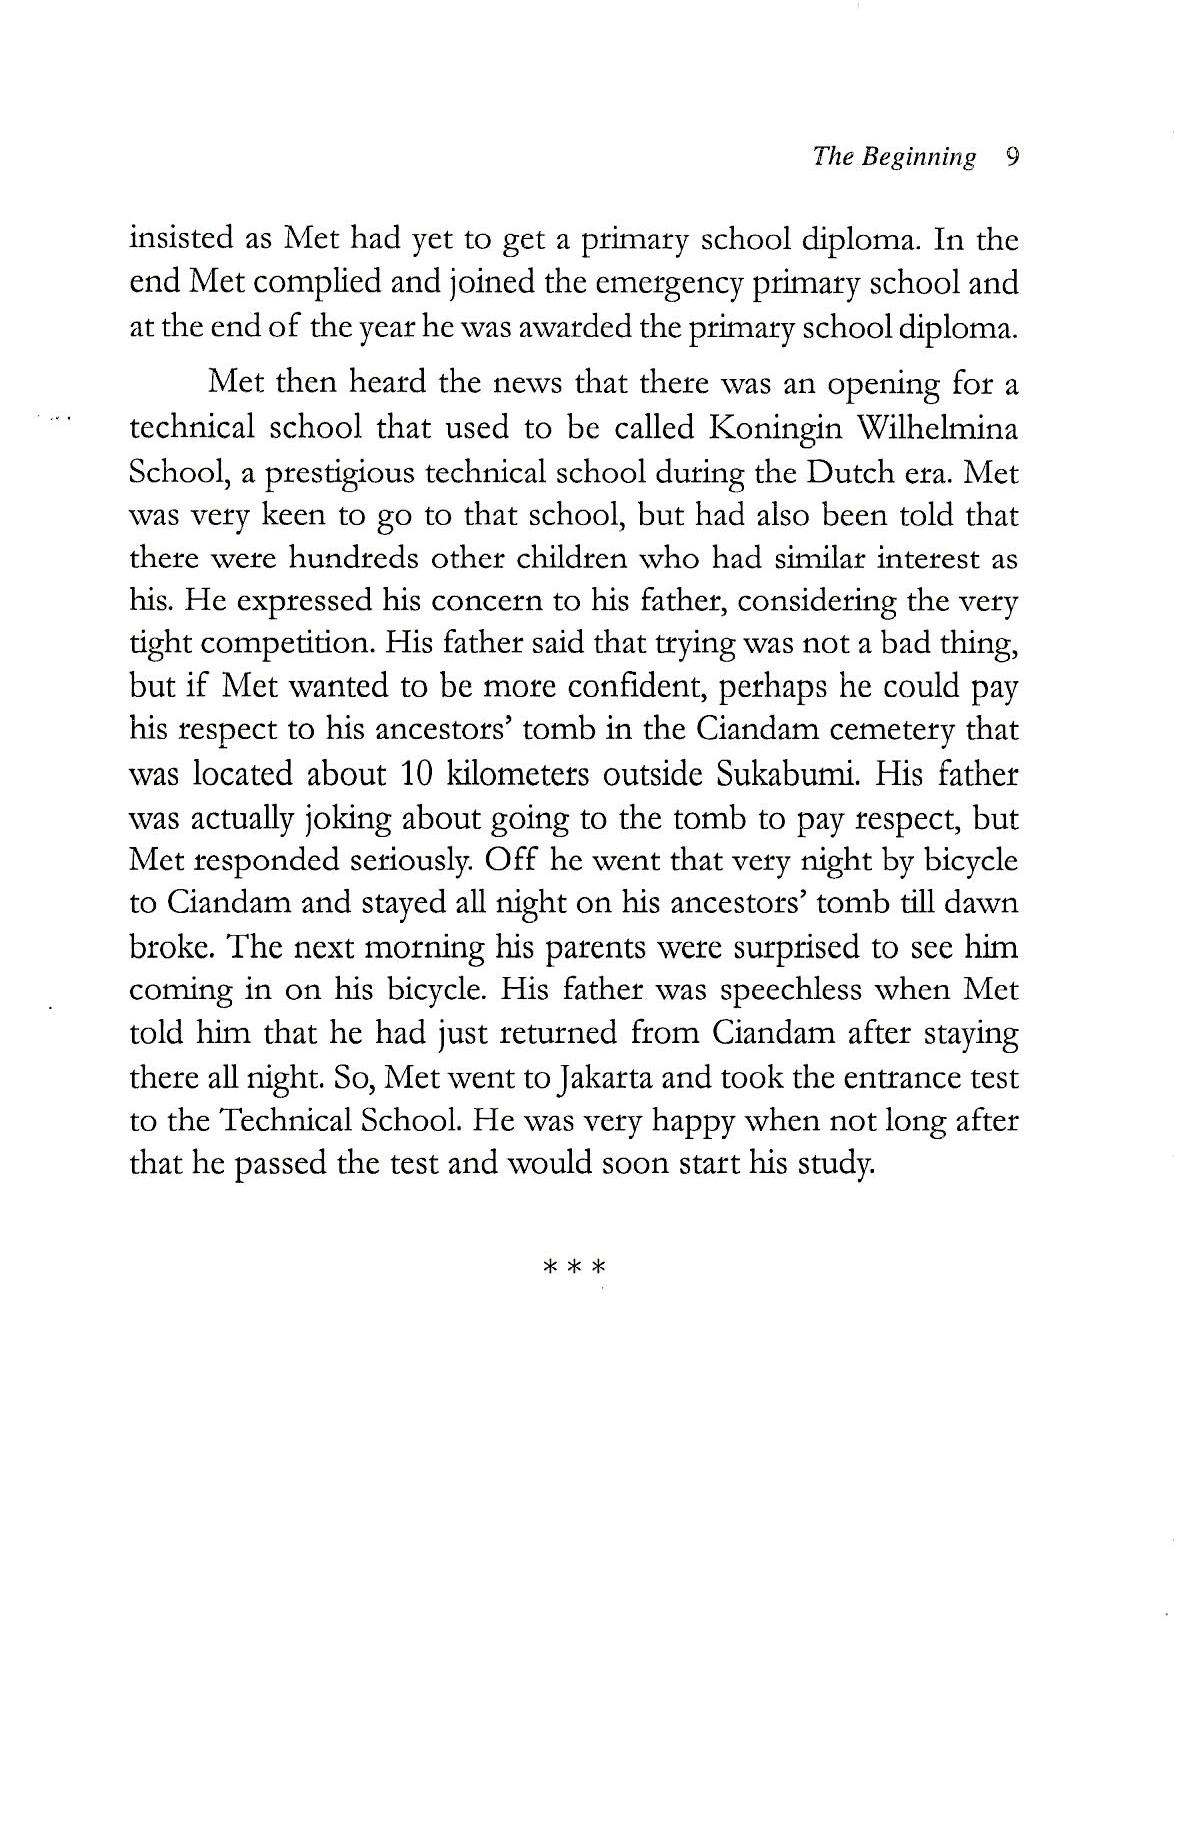 The Beginning 9
insisted as Met had yet to get a primary school diploma. In the
end Met complied and joined the emergency primary school and
at the end of the year he was awarded the primary school diploma.
Met then heard the news that there was an opening for a
technical school that used to be called Koningin Wilhelmina
School, a prestigious technical school during the Dutch era. Met
was very keen to go to that school, but had also been told that
there were hundreds other children who had similar interest as
his. He expressed his concern to his father, considering the very
tight competition. His father said that trying was not a bad thing,
but if Met wanted to be more confident, perhaps he could pay
his respect to his ancestors’ tomb in the Ciandam cemetery that
was located about 10 kilometers outside Sukabumi. His father
was actually joking about going to the tomb to pay respect, but
Met responded seriously. Off he went that very night by bicycle
to Ciandam and stayed all night on his ancestors’ tomb till dawn
broke. The next morning his parents were surprised to see him
coming in on his bicycle. His father was speechless when Met
told him that he had just returned from Ciandam after staying
there all night. So, Met went to Jakarta and took the entrance test
to the Technical School. He was very happy when not long after
that he passed the test and would soon start his study.
* * *